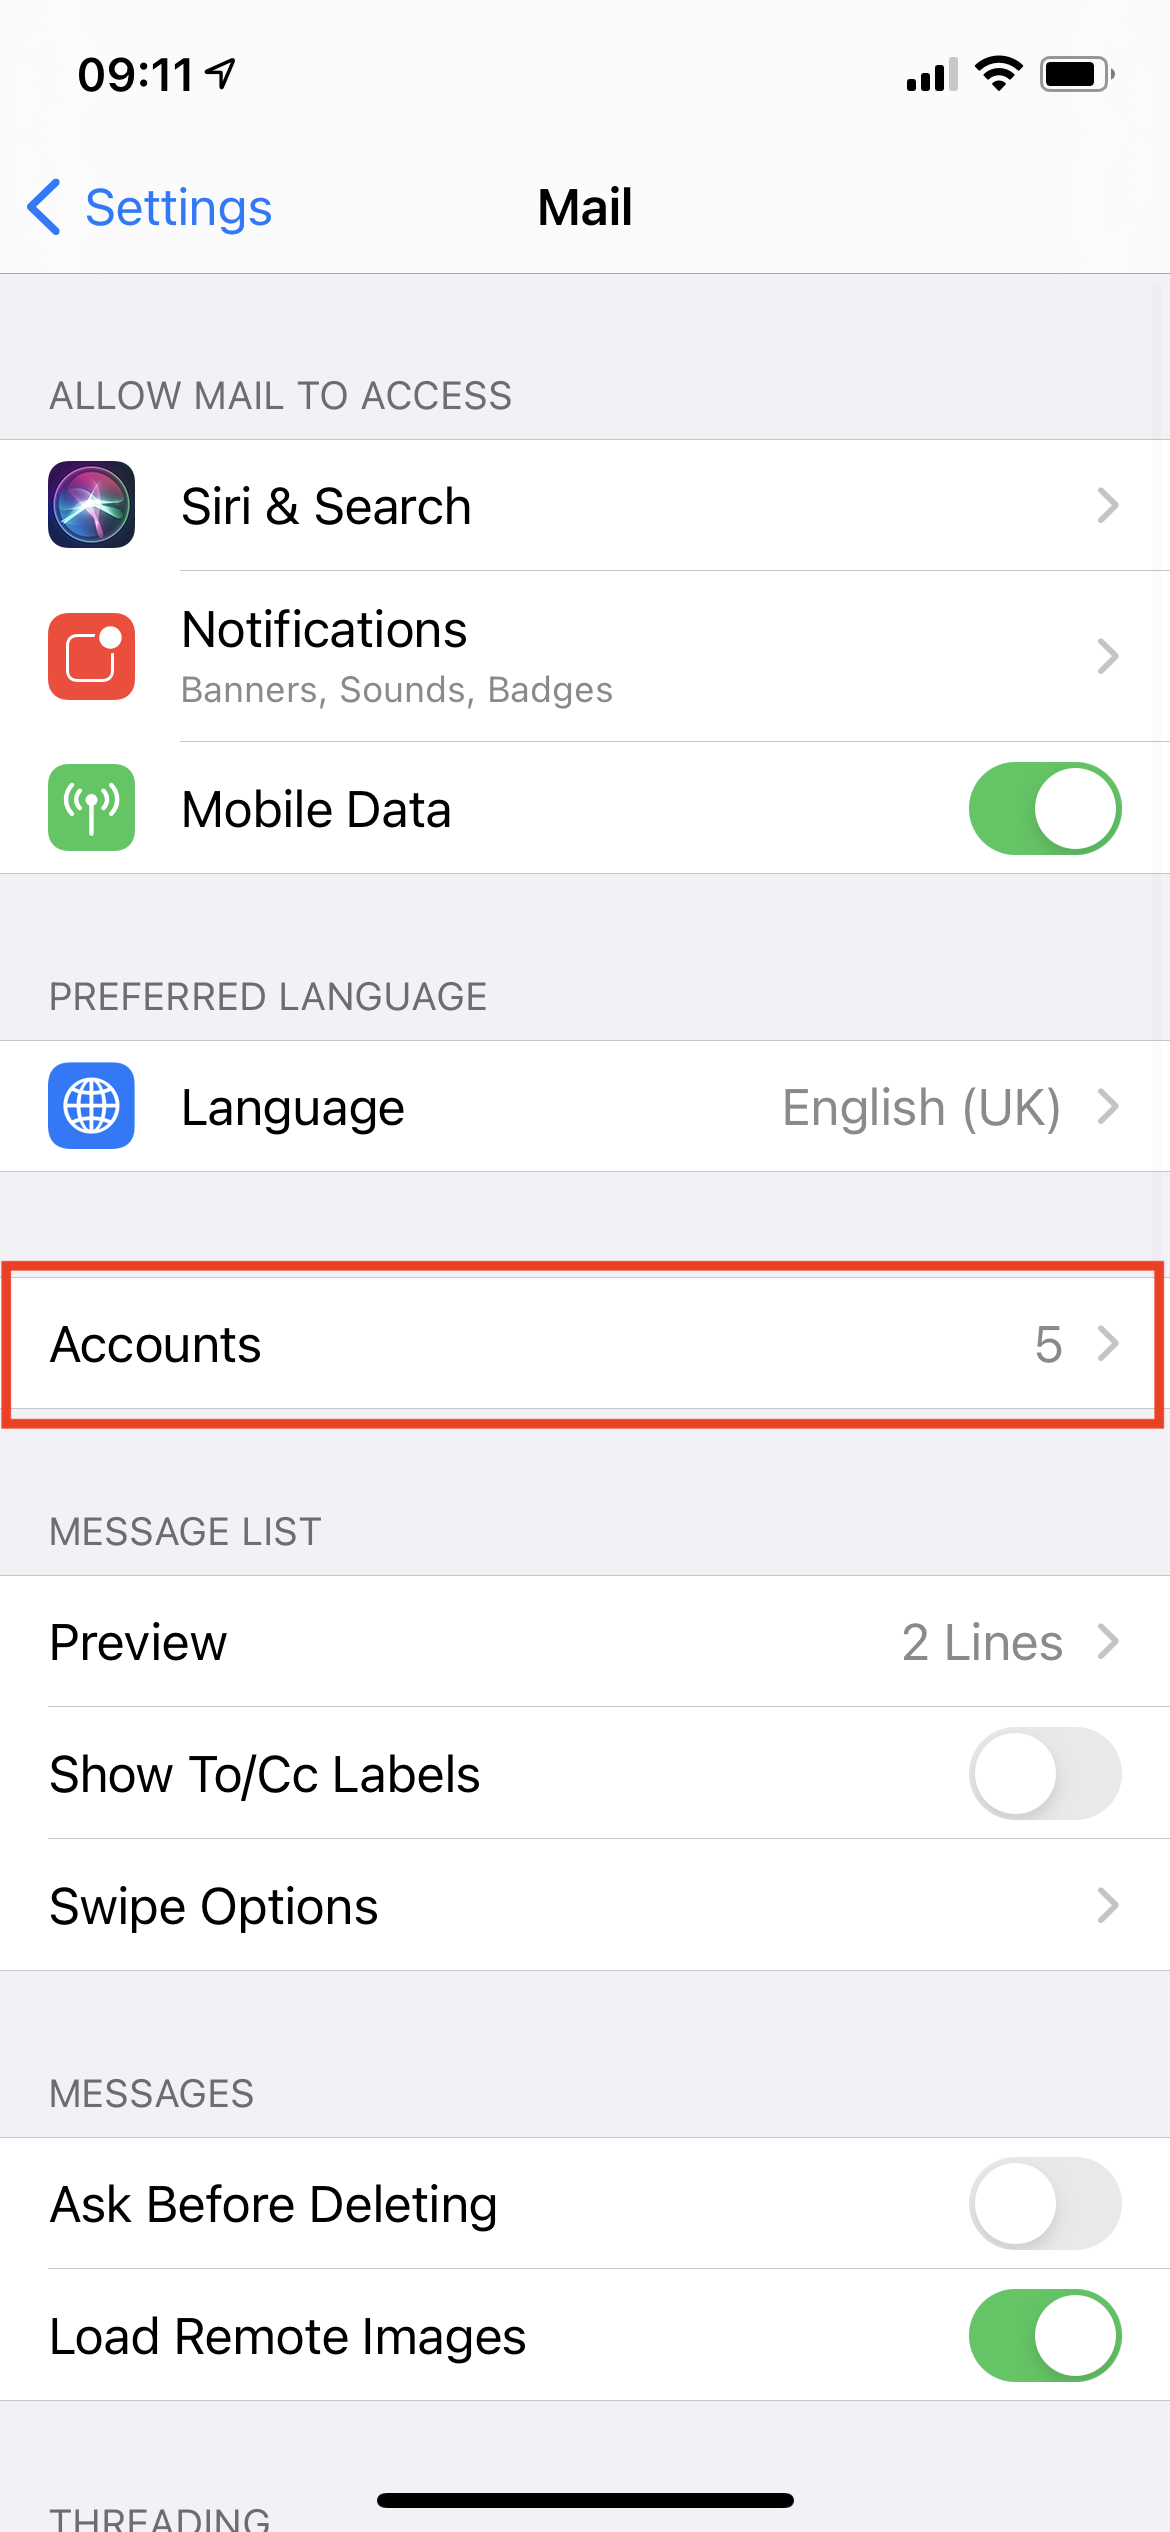 09:11
Settings
Mail
ALLOW MAIL TO ACCESS
Siri & Search
Notifications
Banners, Sounds, Badges
Mobile Data
PREFERRED LANGUAGE
Language English (UK)
Accounts 5
MESSAGE LIST
Preview 2 Lines
Show To/Cc Labels
Swipe Options
MESSAGES
Ask Before Deleting
Load Remote Images
THREADING